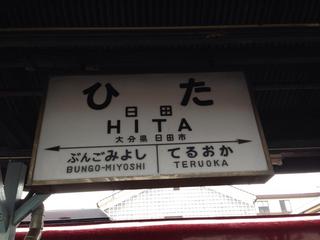 ひた
日田
HITA
大分県 日田市
ぶんごみよし てるおか
BUNGO-MIYOSHI TERUOKA